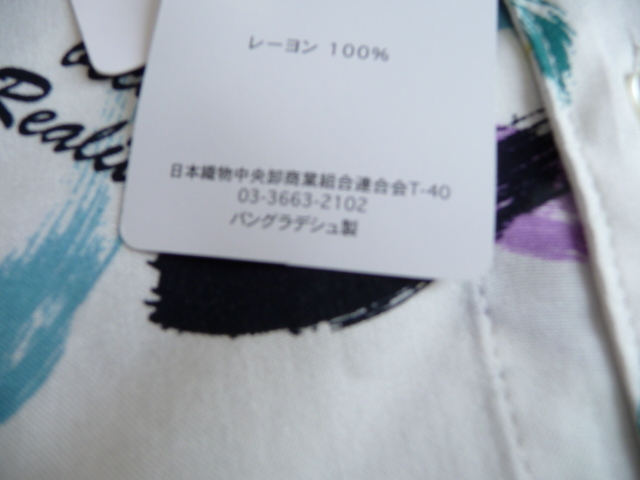 レーヨン 100%
Reali
日本織物中央卸商業組合連合会T-40
03-3663-2102
バングラデシュ製